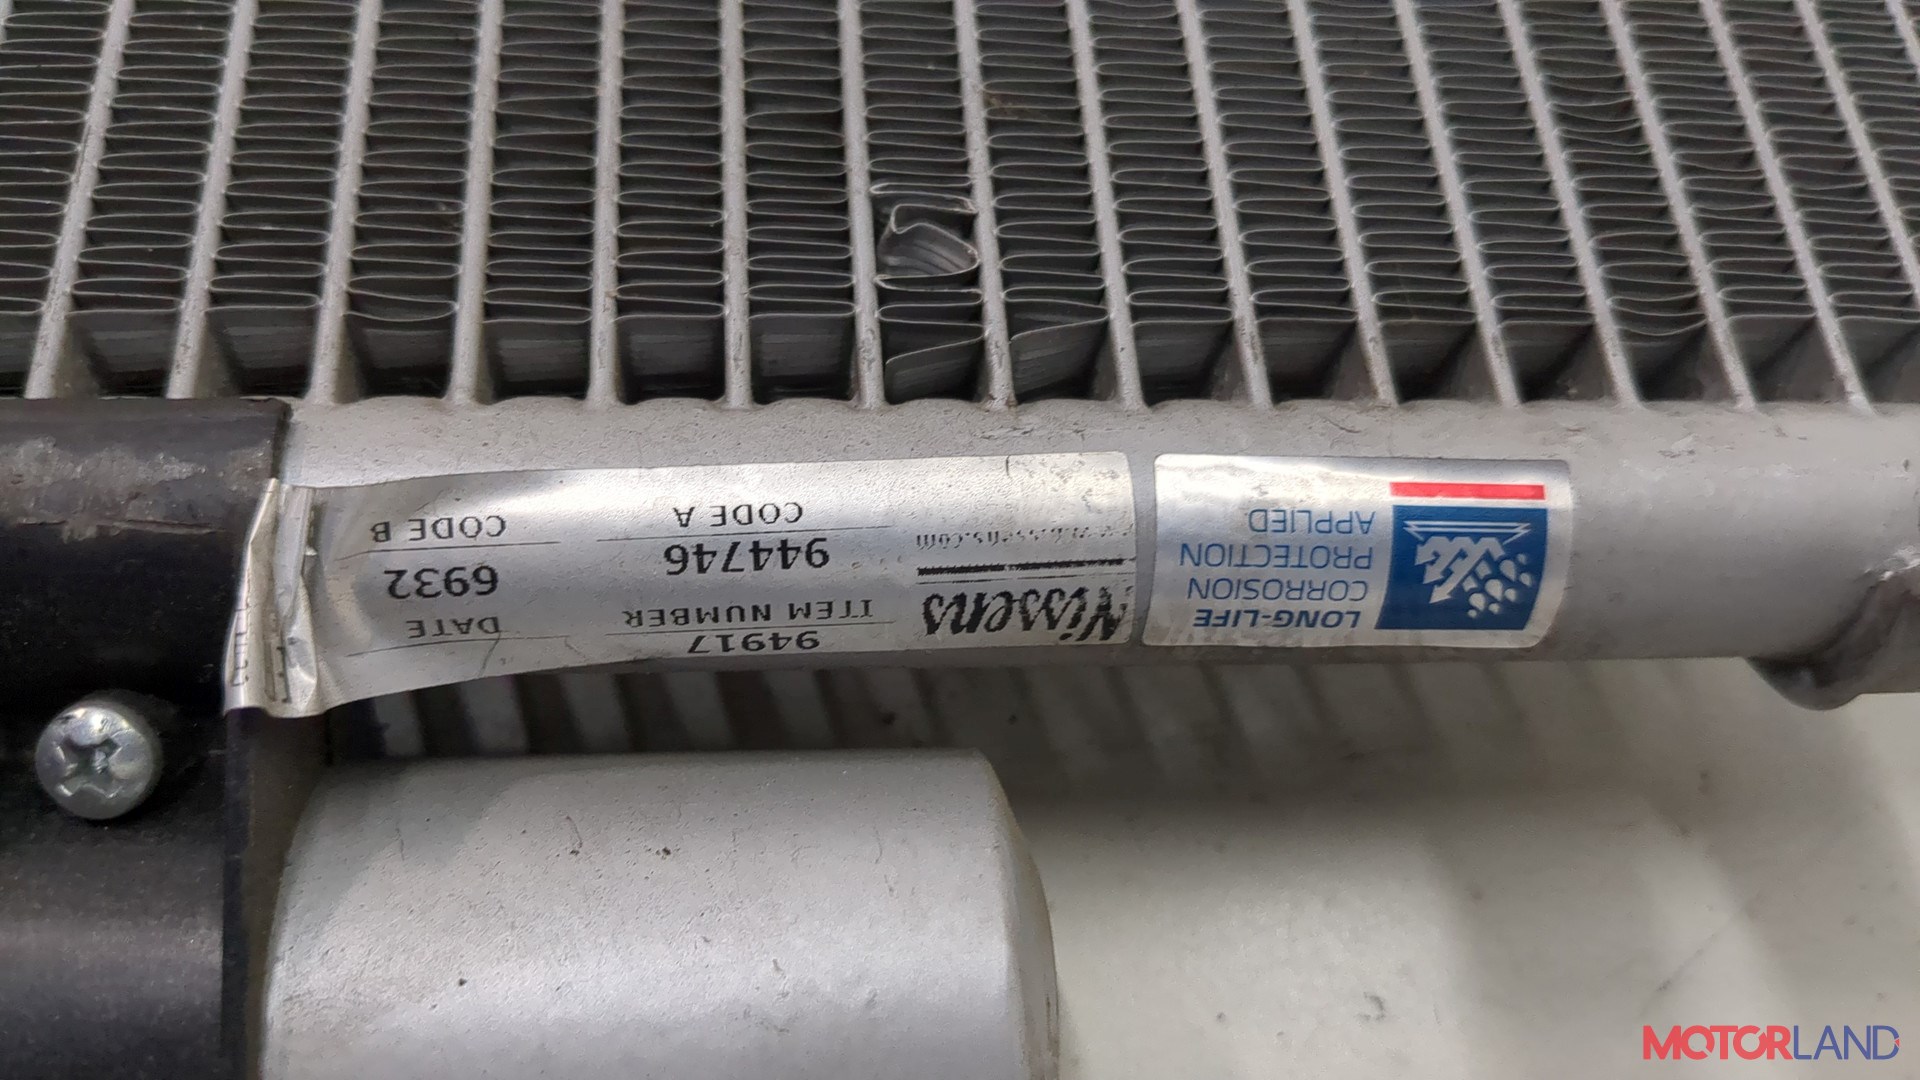 LONG-LIFE
CORROSION
PROTECTION
APPLIED
Nissens
www.nissens.com
94917
ITEM NUMBER
944746
CODE A
DATE
6932
CODE B
MOTORLAND